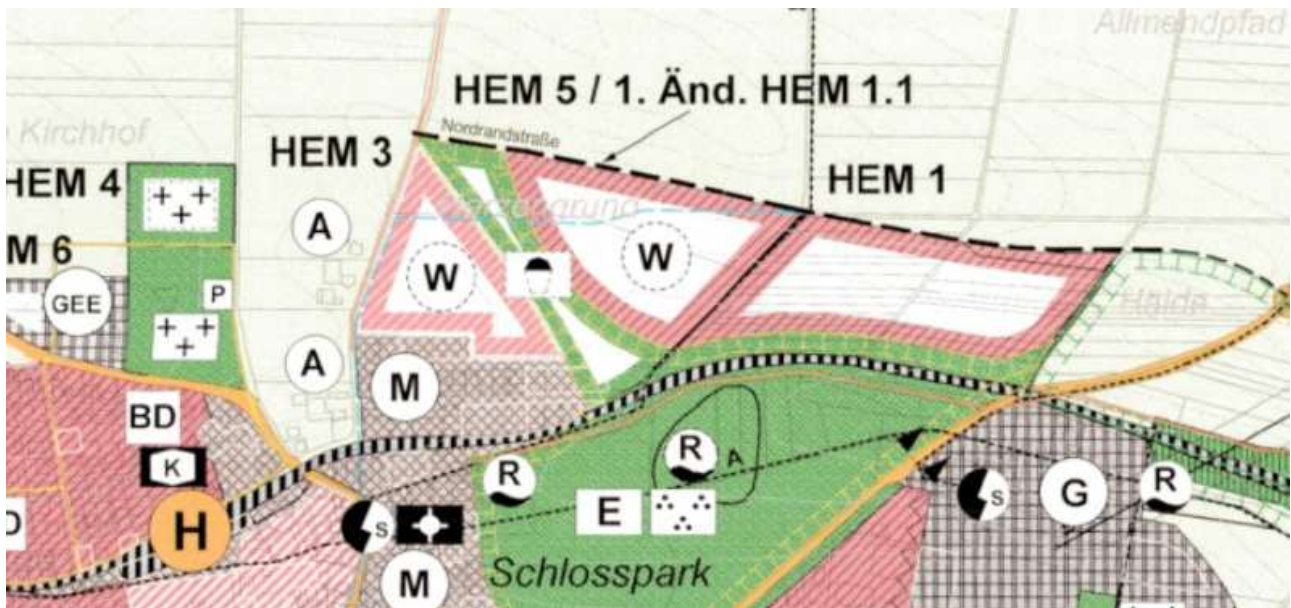 Allmendpfad
HEM 5 / 1. Änd. HEM 1.1
Kirchhof
Nordrandstraße
HEM 3
HEM 4
HEM 1
A
M 6
W
W
P
GEE
Hälde
A
M
BD
K
R
R
A
H
S
E
S
G
R
M
Schlosspark